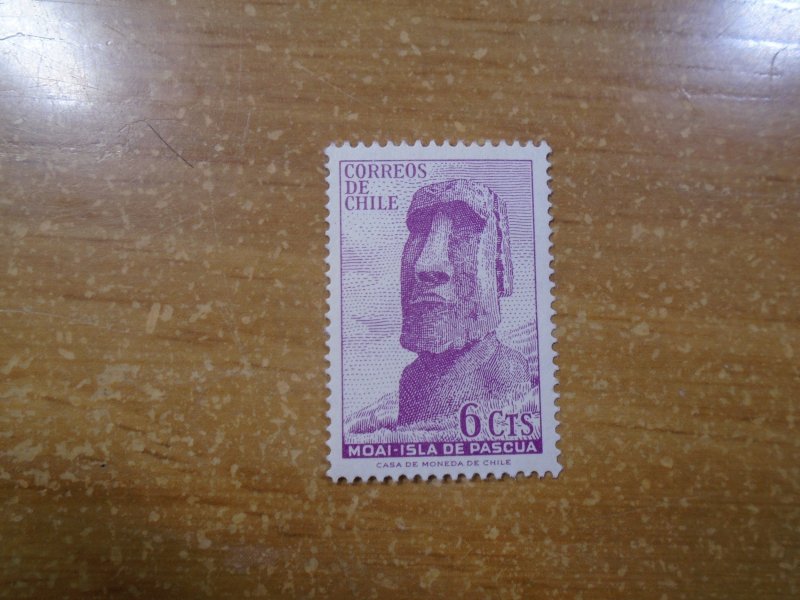 CORREOS
DE
CHILE
6 CTS
MOAI-ISLA DE PASCUA
CASA DE MONEDA DE CHILE